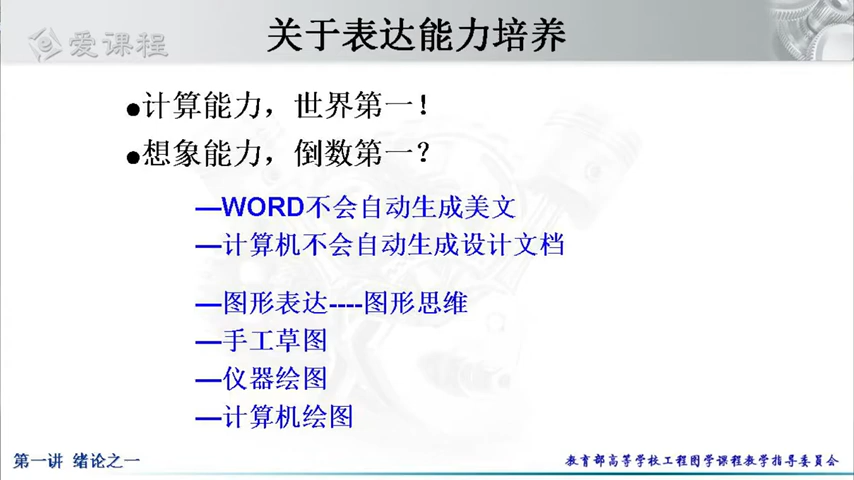 爱课程
关于表达能力培养
●计算能力，世界第一！
●想象能力，倒数第一？
—WORD不会自动生成美文
—计算机不会自动生成设计文档
—图形表达----图形思维
—手工草图
—仪器绘图
—计算机绘图
第一讲 绪论之一
教育部高等学校工程图学课程教学指导委员会